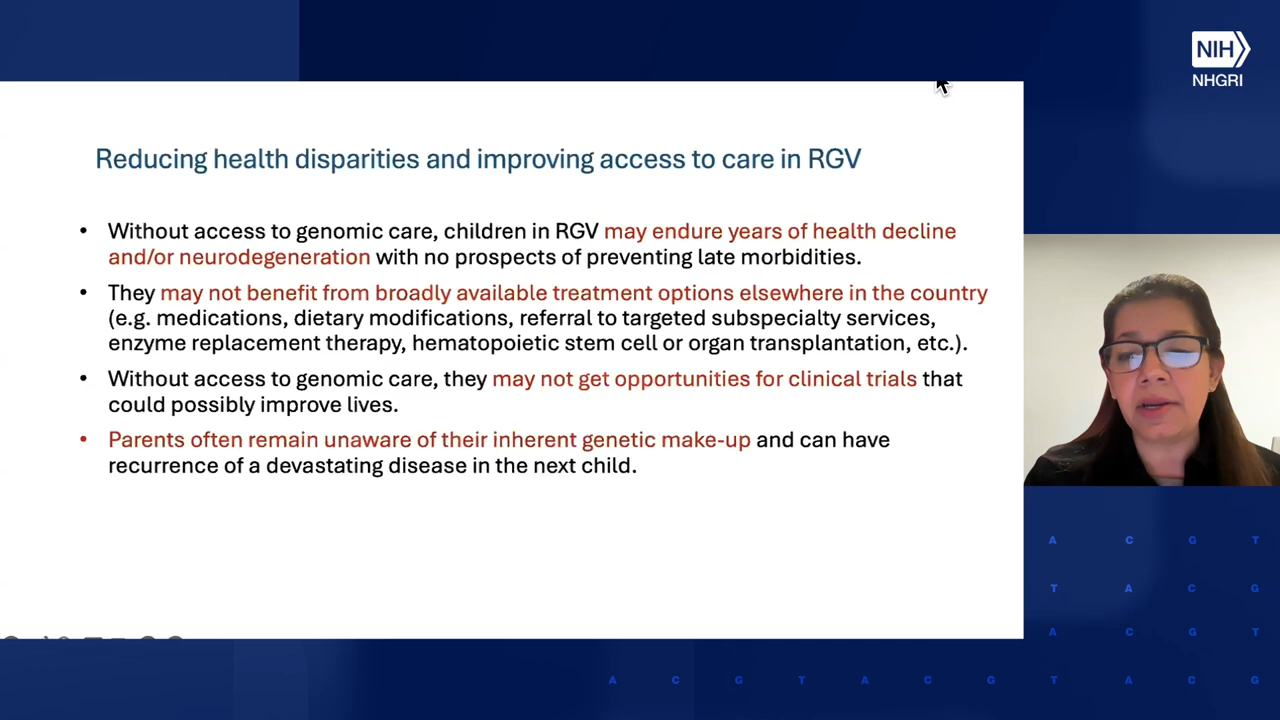 NIH
NHGRI
Reducing health disparities and improving access to care in RGV
• Without access to genomic care, children in RGV may endure years of health decline
and/or neurodegeneration with no prospects of preventing late morbidities.
• They may not benefit from broadly available treatment options elsewhere in the country
(e.g. medications, dietary modifications, referral to targeted subspecialty services,
enzyme replacement therapy, hematopoietic stem cell or organ transplantation, etc.).
• Without access to genomic care, they may not get opportunities for clinical trials that
could possibly improve lives.
• Parents often remain unaware of their inherent genetic make-up and can have
recurrence of a devastating disease in the next child.
A C G T
T A C G
A C G T
A C G T A C G T A C G